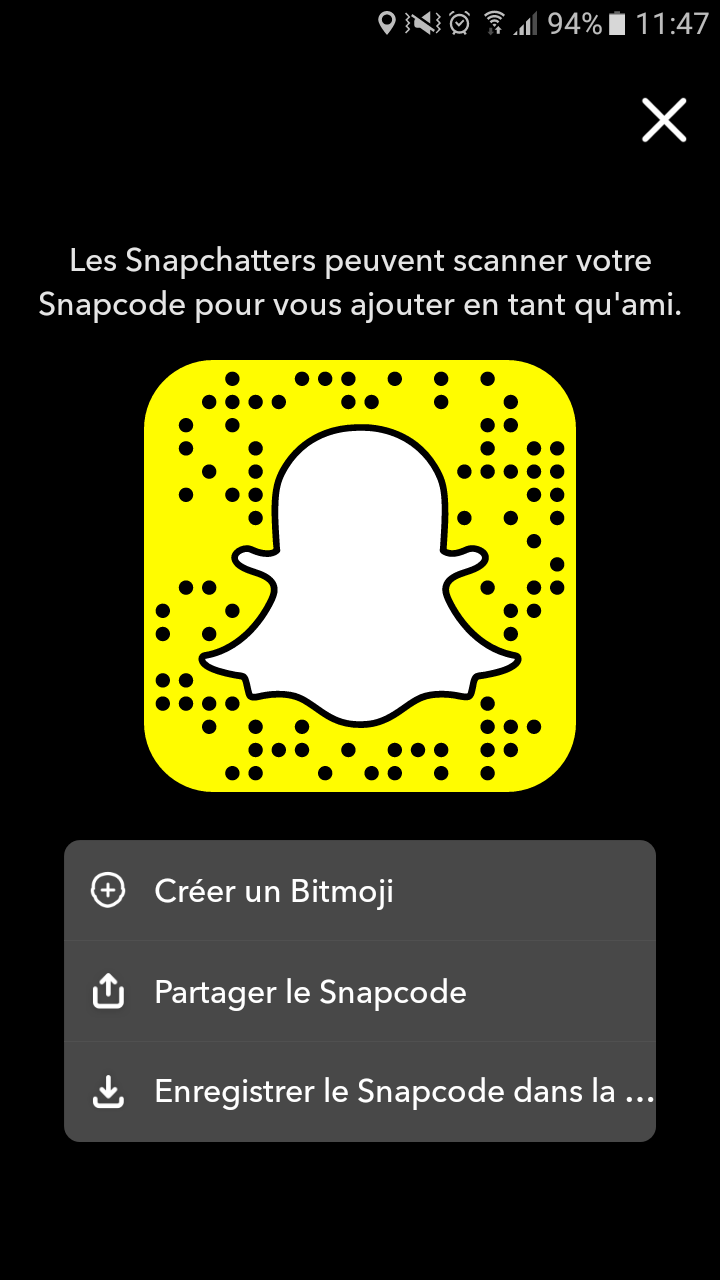 94% 11:47
Les Snapchatters peuvent scanner votre
Snapcode pour vous ajouter en tant qu'ami.
Créer un Bitmoji
Partager le Snapcode
Enregistrer le Snapcode dans la ...